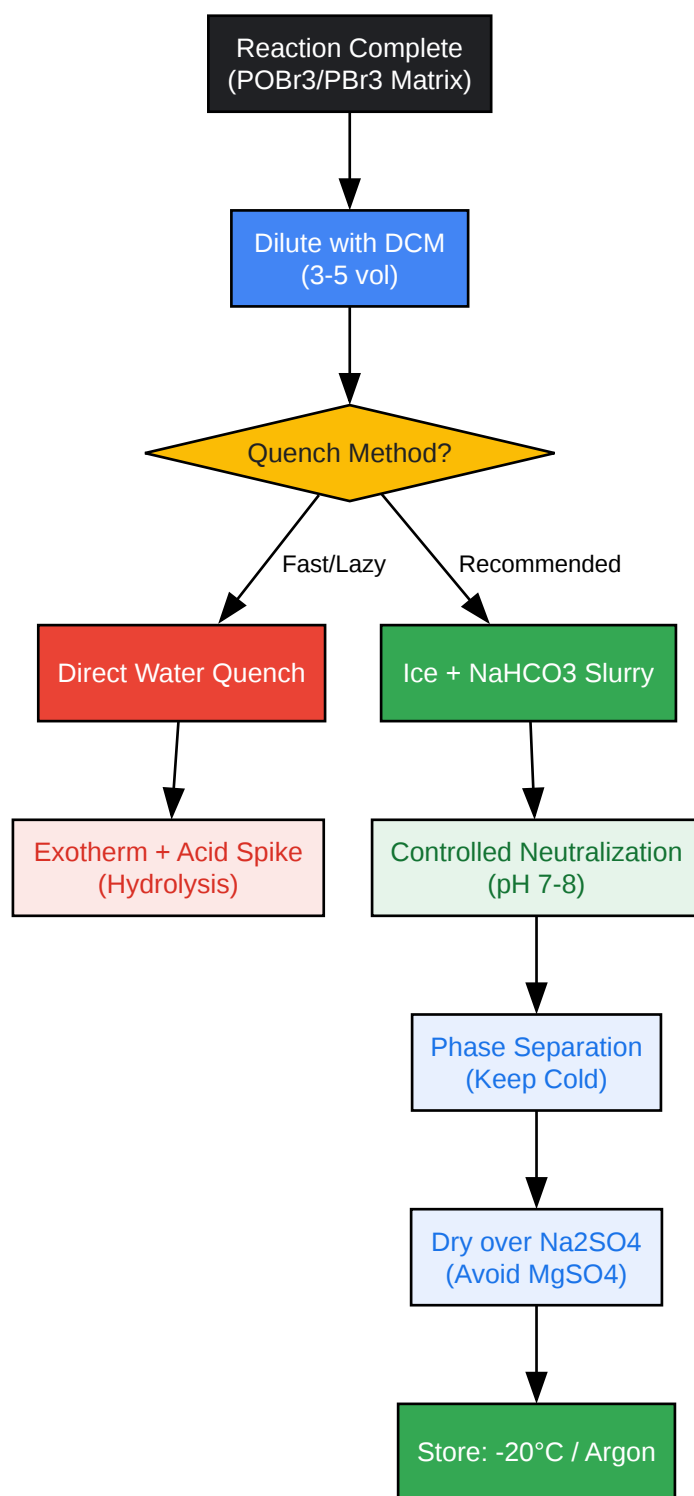 Reaction Complete
(POBr3/PBr3 Matrix)
Dilute with DCM
(3-5 vol)
Quench Method?
Fast/Lazy
Recommended
Direct Water Quench
Ice + NaHCO3 Slurry
Exotherm + Acid Spike
(Hydrolysis)
Controlled Neutralization
(pH 7-8)
Phase Separation
(Keep Cold)
Dry over Na2SO4
(Avoid MgSO4)
Store: -20°C / Argon